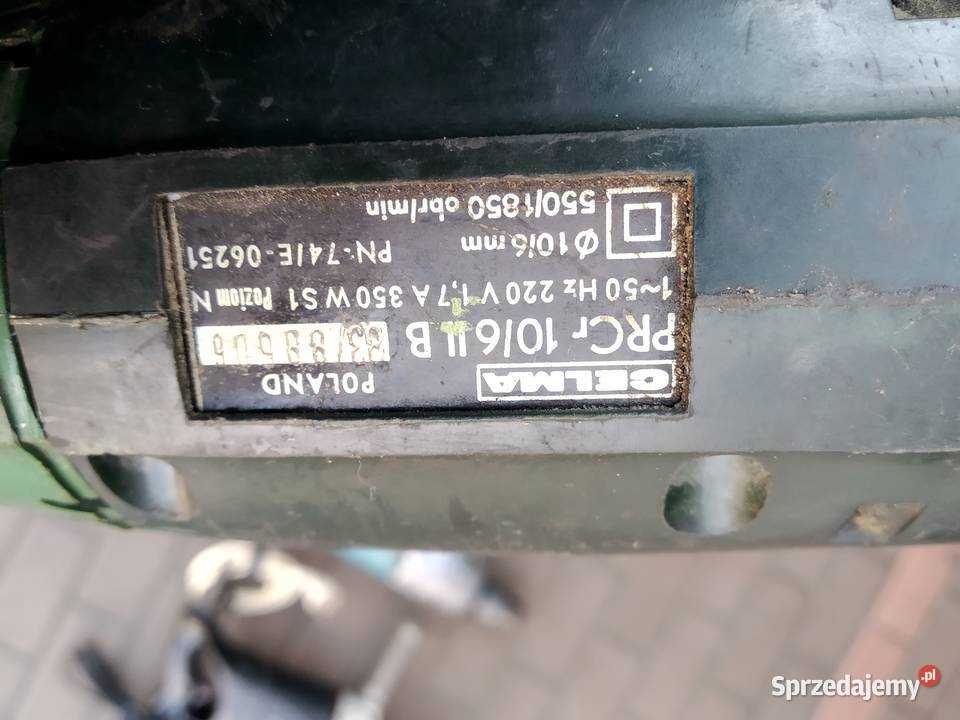 CELMA POLAND
PRCr 10/6 II B
1~50 Hz 220 V 1,7 A 350 W S1 Poziom N
Ø 10/6 mm PN-74/E-06251
550/1850 obr/min
Sprzedajemy.pl